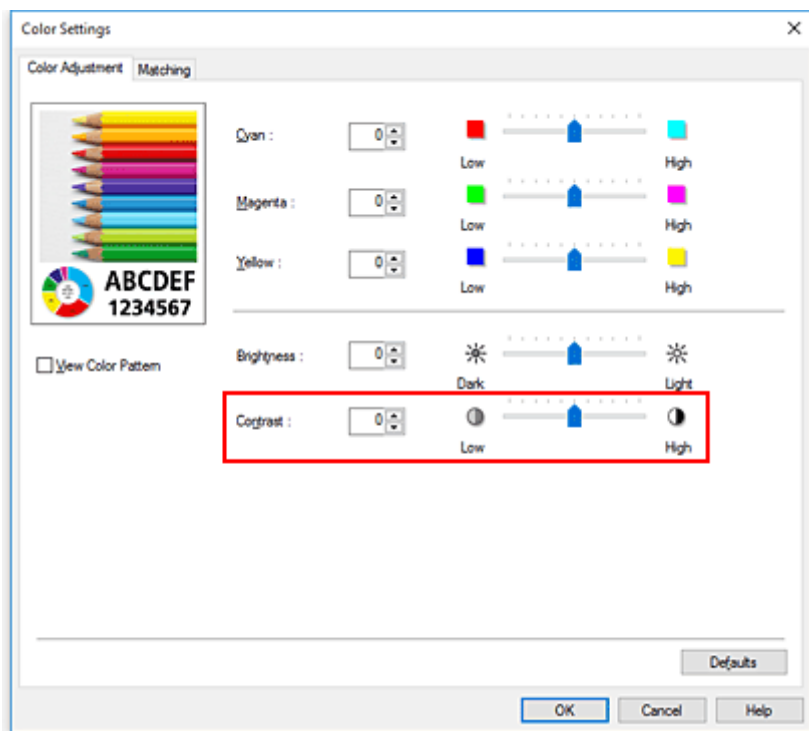 Color Settings
Color Adjustment Matching
Cyan : 0
Low High
Magenta : 0
Low High
Yellow : 0
Low High
ABCDEF
1234567
View Color Pattern
Brightness : 0
Dark Light
Contrast : 0
Low High
Defaults
OK Cancel Help